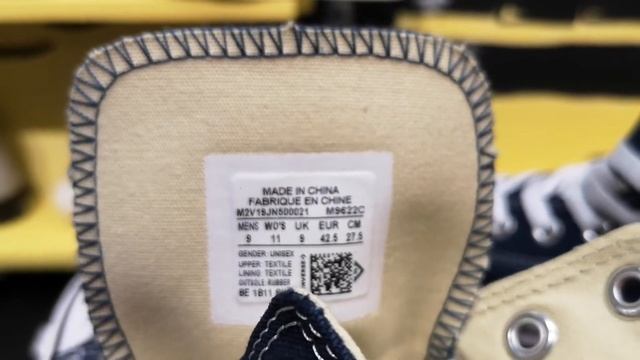 MADE IN CHINA
FABRIQUE EN CHINE
M2V19JN500021 M9622C
MENS WO'S UK EUR CM
9 11 9 42.5 27.5
GENDER: UNISEX
UPPER: TEXTILE
LINING: TEXTILE
OUTSOLE: RUBBER
CONVERSE